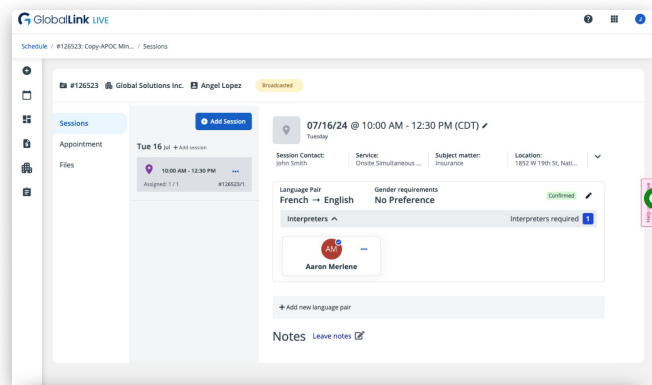 GlobalLink LIVE
J
Schedule / #126523: Copy-APOC Min... / Sessions
#126523 Global Solutions Inc. Angel Lopez Broadcasted
Sessions
Appointment
Files
Add Session
Tue 16 Jul + Add session
10:00 AM - 12:30 PM
Assigned: 1 / 1 #126523/1
07/16/24 @ 10:00 AM - 12:30 PM (CDT)
Tuesday
Session Contact: Service: Subject matter: Location:
John Smith Onsite Simultaneous ... Insurance 1852 W 19th St, Nati...
Language Pair Gender requirements
French → English No Preference
Confirmed
Interpreters Interpreters required 1
AM
Aaron Merlene
+ Add new language pair
Notes Leave notes
Help